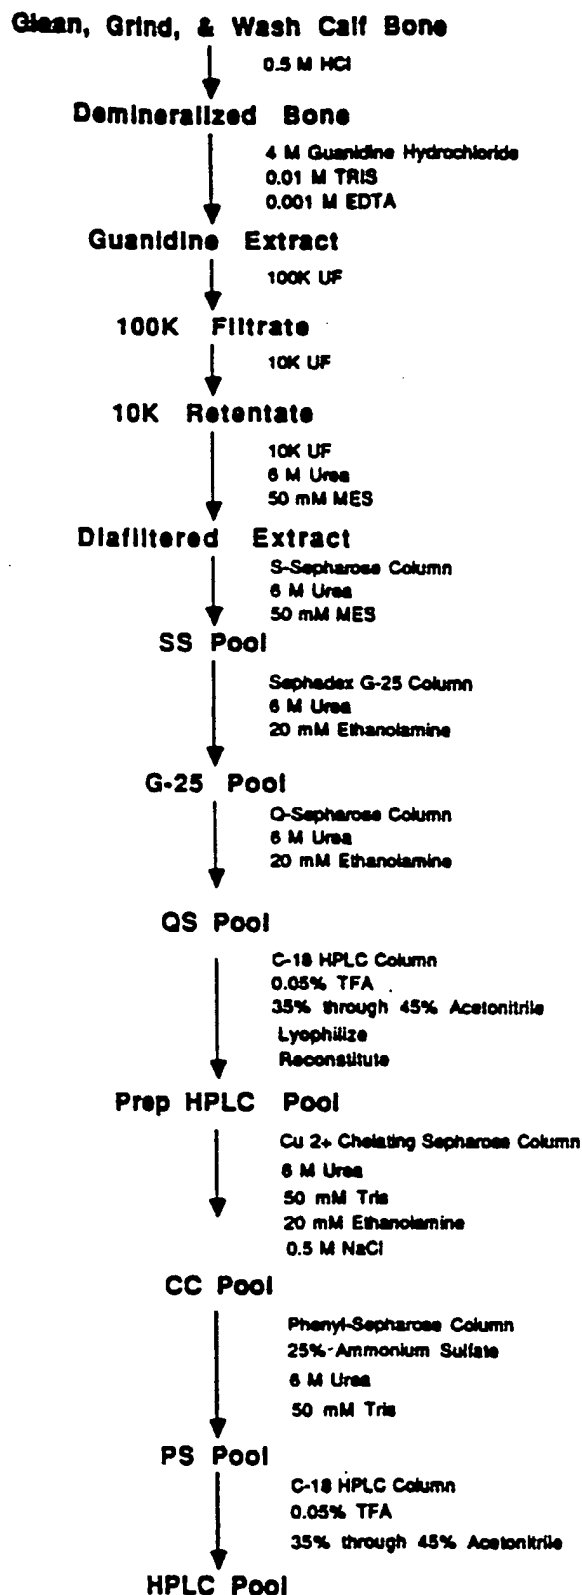 Clean, Grind, & Wash Calf Bone
0.5 M HCl
Demineralized Bone
4 M Guanidine Hydrochloride
0.01 M TRIS
0.001 M EDTA
Guanidine Extract
100K UF
100K Filtrate
10K UF
10K Retentate
10K UF
6 M Urea
50 mM MES
Diafiltered Extract
S-Sepharose Column
6 M Urea
50 mM MES
SS Pool
Sephadex G-25 Column
6 M Urea
20 mM Ethanolamine
G-25 Pool
Q-Sepharose Column
6 M Urea
20 mM Ethanolamine
QS Pool
C-18 HPLC Column
0.05% TFA
35% through 45% Acetonitrile
Lyophilize
Reconstitute
Prep HPLC Pool
Cu 2+ Chelating Sepharose Column
6 M Urea
50 mM Tris
20 mM Ethanolamine
0.5 M NaCl
CC Pool
Phenyl-Sepharose Column
25% Ammonium Sulfate
6 M Urea
50 mM Tris
PS Pool
C-18 HPLC Column
0.05% TFA
35% through 45% Acetonitrile
HPLC Pool